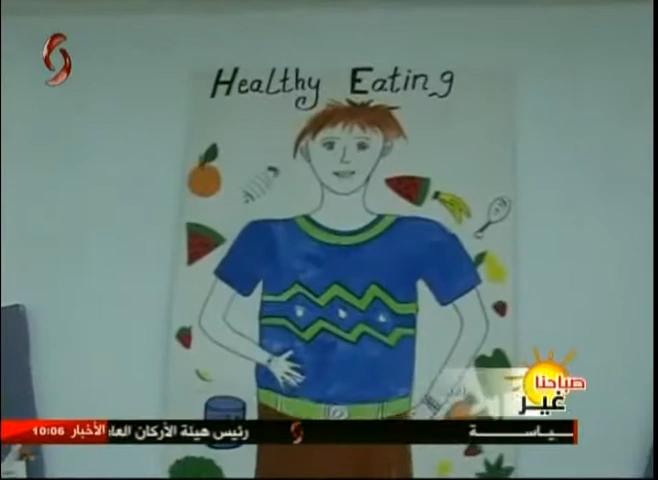 Healthy Eating
صباحنا
غير
10:06 الأخبار رئيس هيئة الأركان العا
سياسة